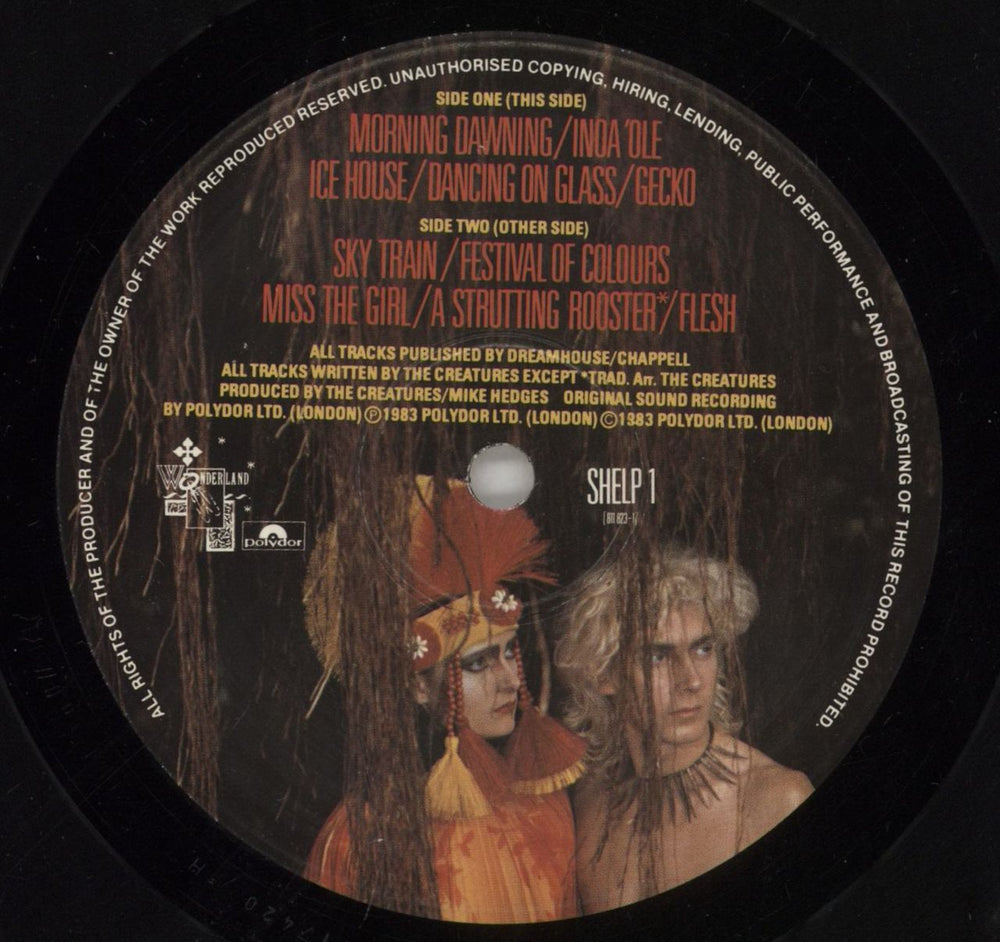 ALL RIGHTS OF THE PRODUCER AND OF THE OWNER OF THE WORK REPRODUCED RESERVED. UNAUTHORISED COPYING, HIRING, LENDING, PUBLIC PERFORMANCE AND BROADCASTING OF THIS RECORD PROHIBITED.
SIDE ONE (THIS SIDE)
MORNING DAWNING/INOA 'OLE
ICE HOUSE/DANCING ON GLASS/GECKO
SIDE TWO (OTHER SIDE)
SKY TRAIN/FESTIVAL OF COLOURS
MISS THE GIRL/A STRUTTING ROOSTER*/FLESH
ALL TRACKS PUBLISHED BY DREAMHOUSE/CHAPPELL
ALL TRACKS WRITTEN BY THE CREATURES EXCEPT *TRAD. Arr. THE CREATURES
PRODUCED BY THE CREATURES/MIKE HEDGES ORIGINAL SOUND RECORDING
BY POLYDOR LTD. (LONDON) ℗1983 POLYDOR LTD. (LONDON) ©1983 POLYDOR LTD. (LONDON)
WONDERLAND
polydor
SHELP 1